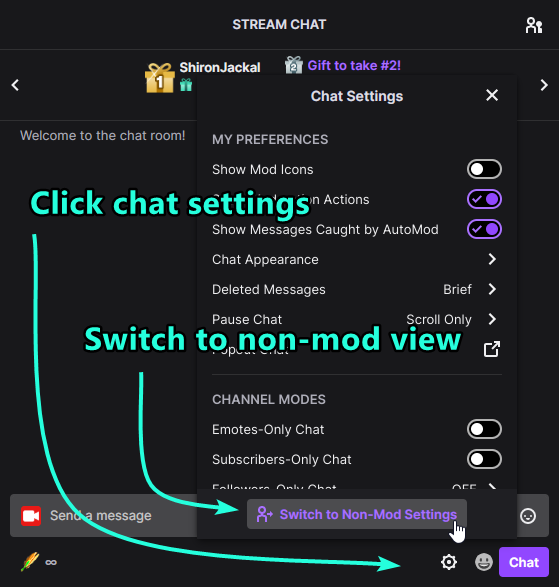 STREAM CHAT
1 ShironJackal
2 Gift to take #2!
Chat Settings
Welcome to the chat room!
MY PREFERENCES
Show Mod Icons
Click chat settings
Actions
Show Messages Caught by AutoMod
Chat Appearance
Deleted Messages Brief
Pause Chat Scroll Only
Switch to non-mod view
Popout Chat
CHANNEL MODES
Emotes-Only Chat
Subscribers-Only Chat
Followers-Only Chat OFF
Send a message
Switch to Non-Mod Settings
∞
Chat